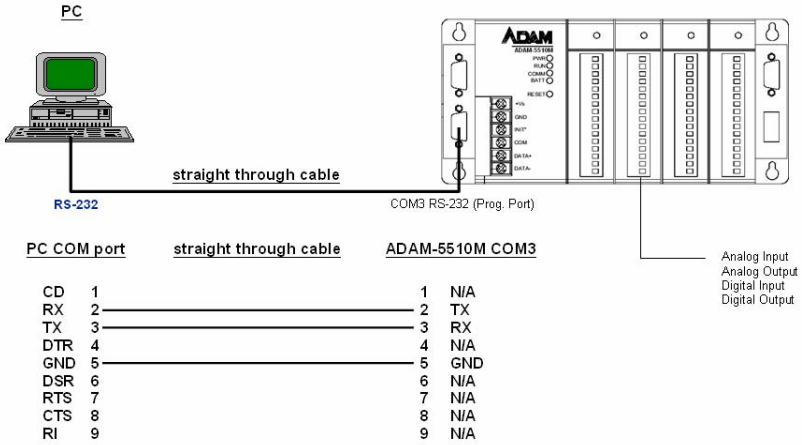 PC
ADAM
ADAM-5510M
PWR
RUN
COMM
BATT
RESET
+Vs
GND
INIT*
COM
DATA+
DATA-
straight through cable
RS-232
COM3 RS-232 (Prog. Port)
PC COM port straight through cable ADAM-5510M COM3
Analog Input
Analog Output
Digital Input
Digital Output
CD 1 1 N/A
RX 2 2 TX
TX 3 3 RX
DTR 4 4 N/A
GND 5 5 GND
DSR 6 6 N/A
RTS 7 7 N/A
CTS 8 8 N/A
RI 9 9 N/A